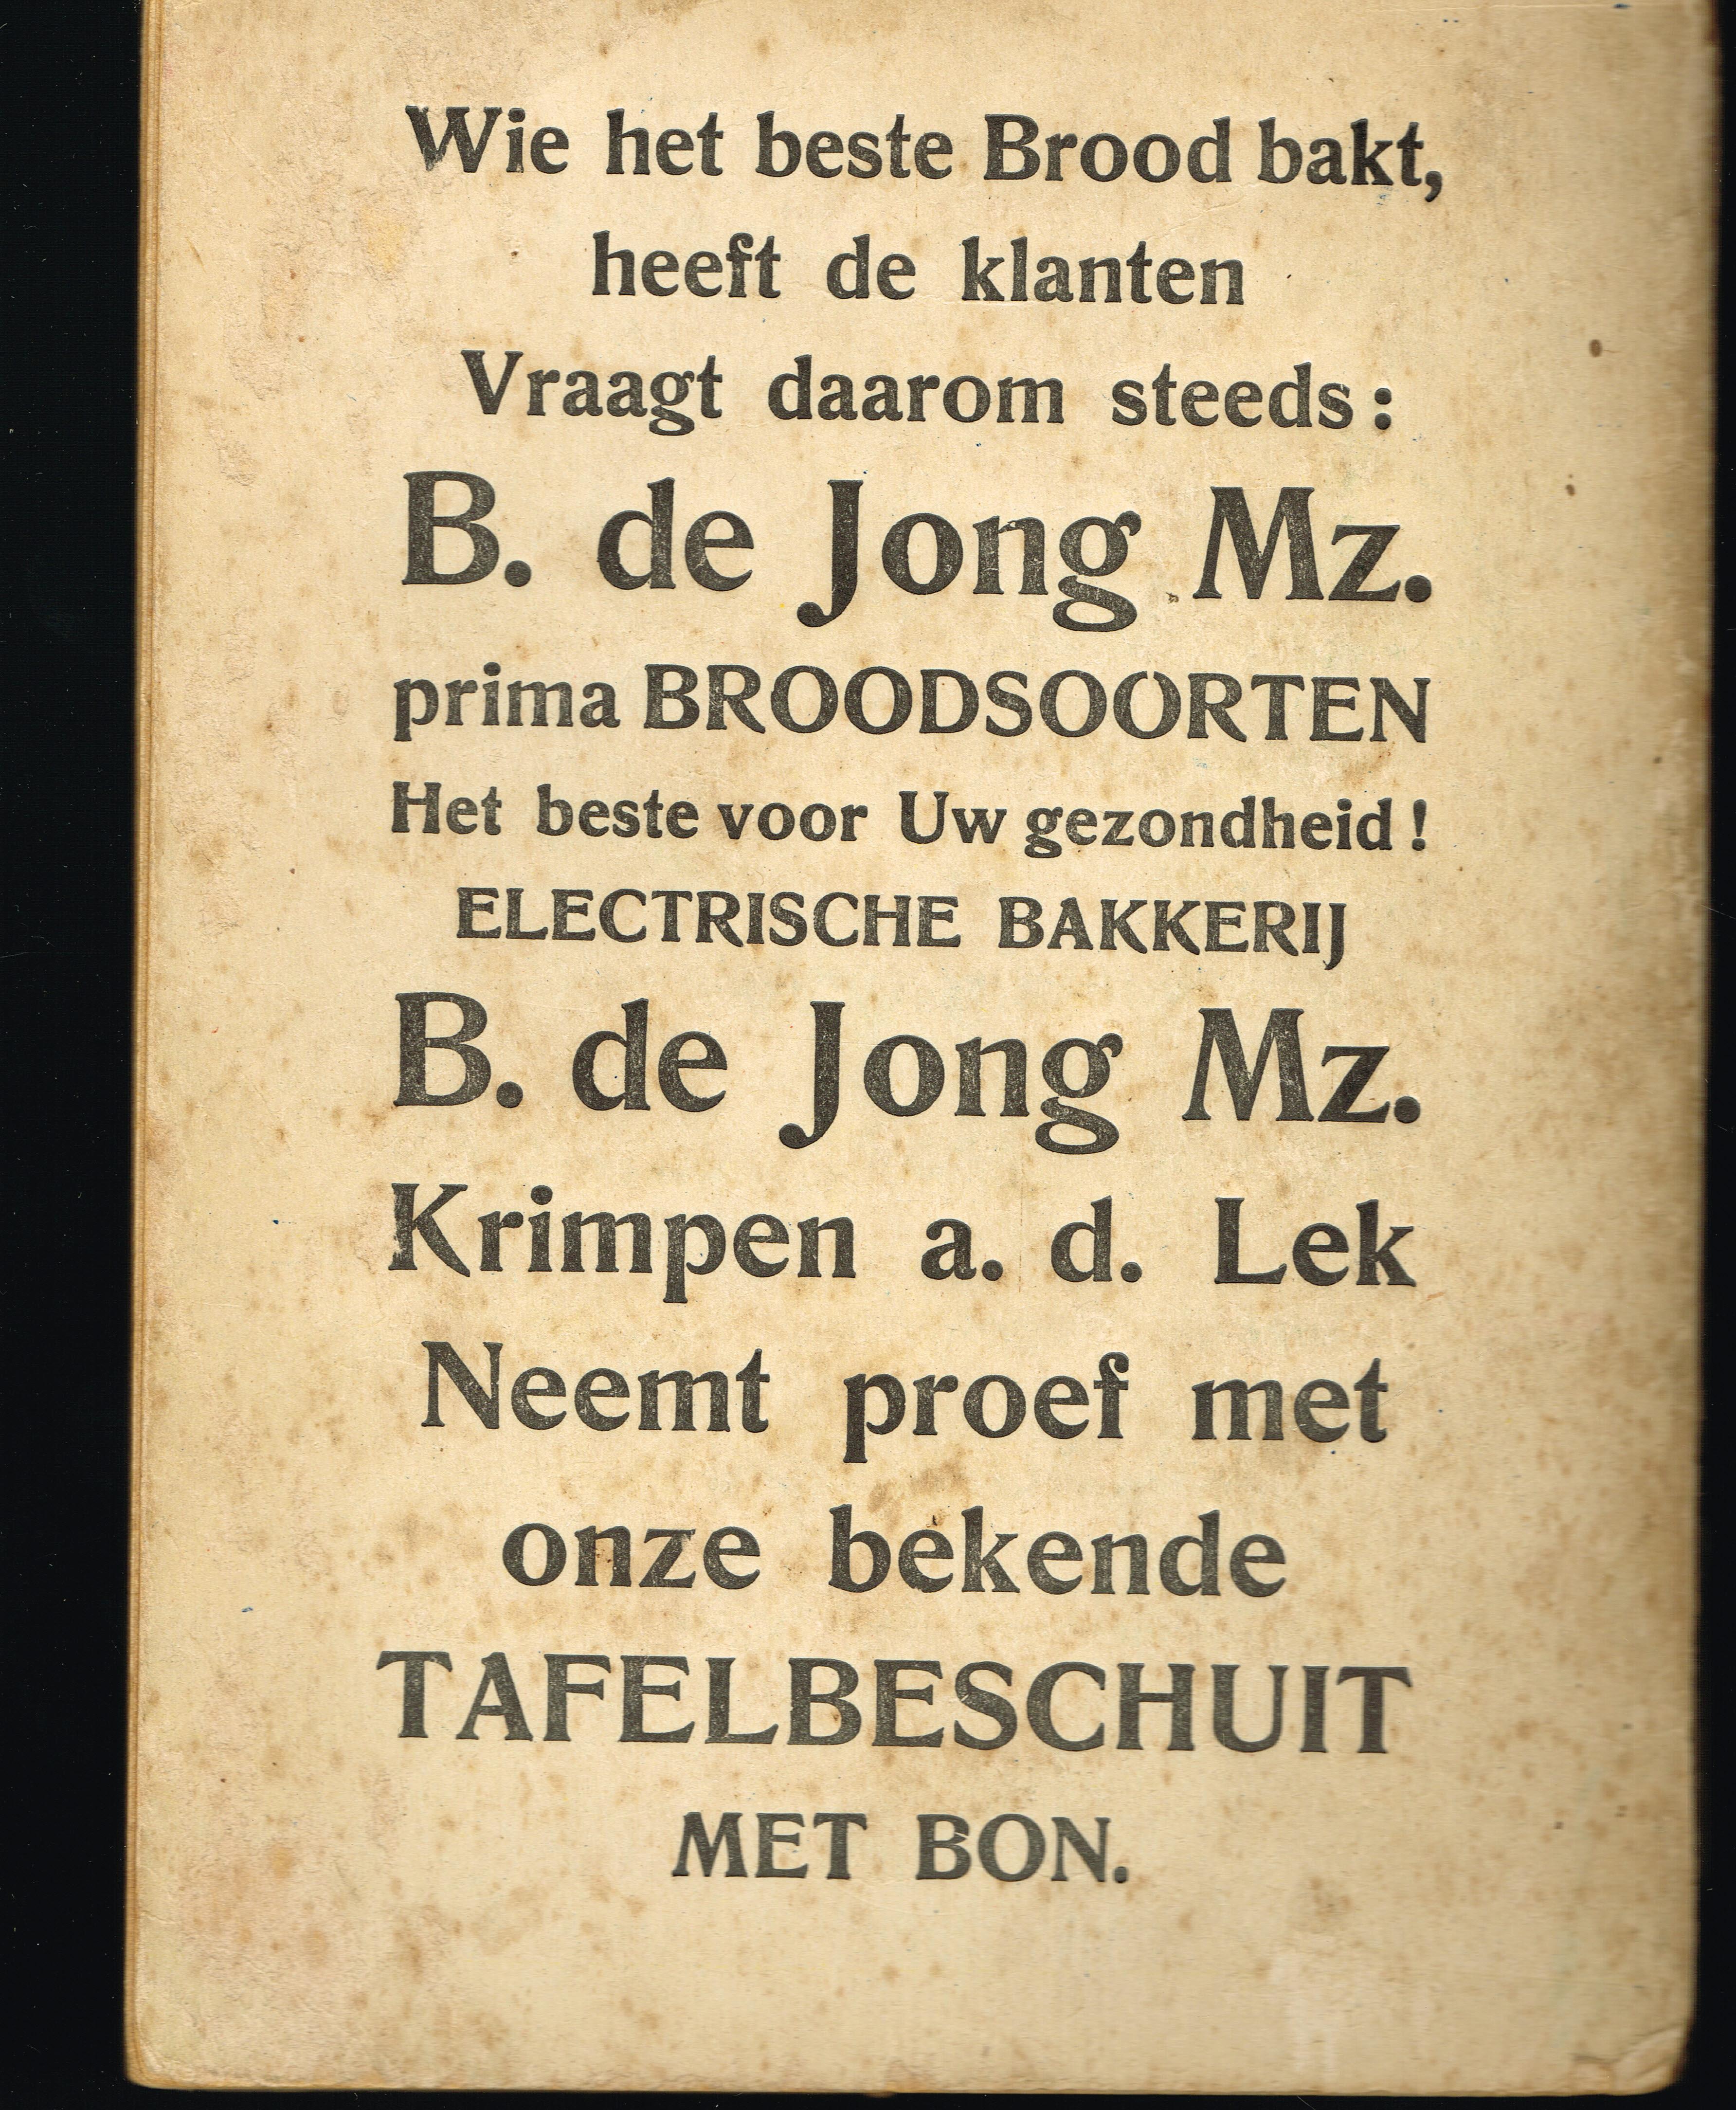 Wie het beste Brood bakt,
heeft de klanten
Vraagt daarom steeds:
B. de Jong Mz.
prima BROODSOORTEN
Het beste voor Uw gezondheid!
ELECTRISCHE BAKKERIJ
B. de Jong Mz.
Krimpen a. d. Lek
Neemt proef met
onze bekende
TAFELBESCHUIT
MET BON.